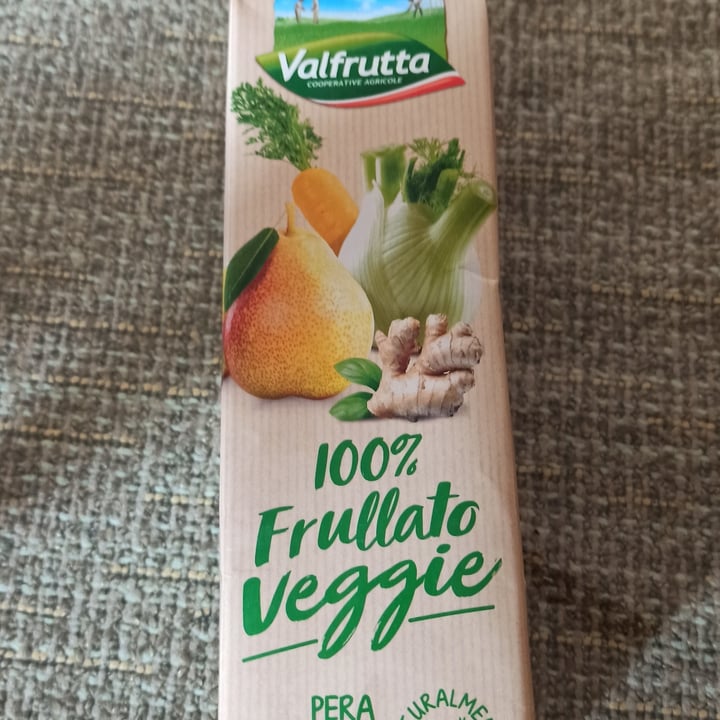 Valfrutta
COOPERATIVE AGRICOLE
100%
Frullato
Veggie
PERA